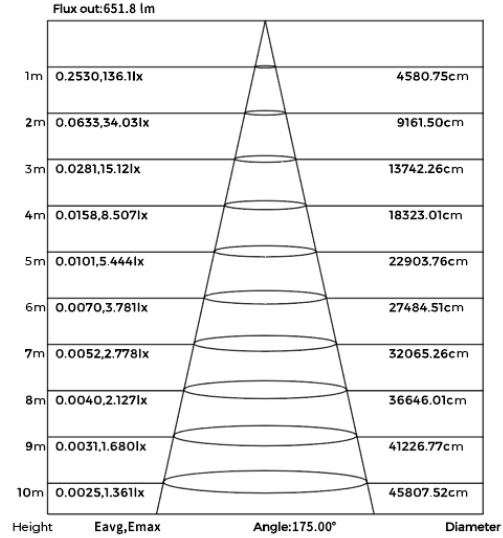 Flux out:651.8 lm
1m 0.2530,136.1lx 4580.75cm
2m 0.0633,34.03lx 9161.50cm
3m 0.0281,15.12lx 13742.26cm
4m 0.0158,8.507lx 18323.01cm
5m 0.0101,5.444lx 22903.76cm
6m 0.0070,3.781lx 27484.51cm
7m 0.0052,2.778lx 32065.26cm
8m 0.0040,2.127lx 36646.01cm
9m 0.0031,1.680lx 41226.77cm
10m 0.0025,1.361lx 45807.52cm
Height Eavg,Emax Angle:175.00° Diameter